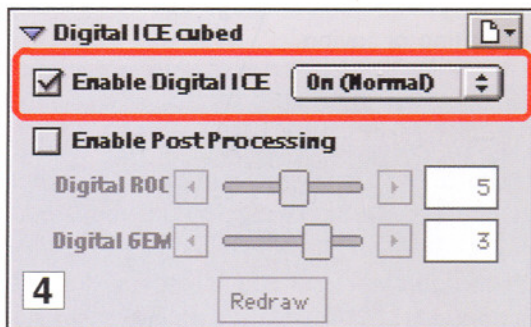 Digital ICE cubed
Enable Digital ICE On (Normal)
Enable Post Processing
Digital ROC 5
Digital GEM 3
4 Redraw